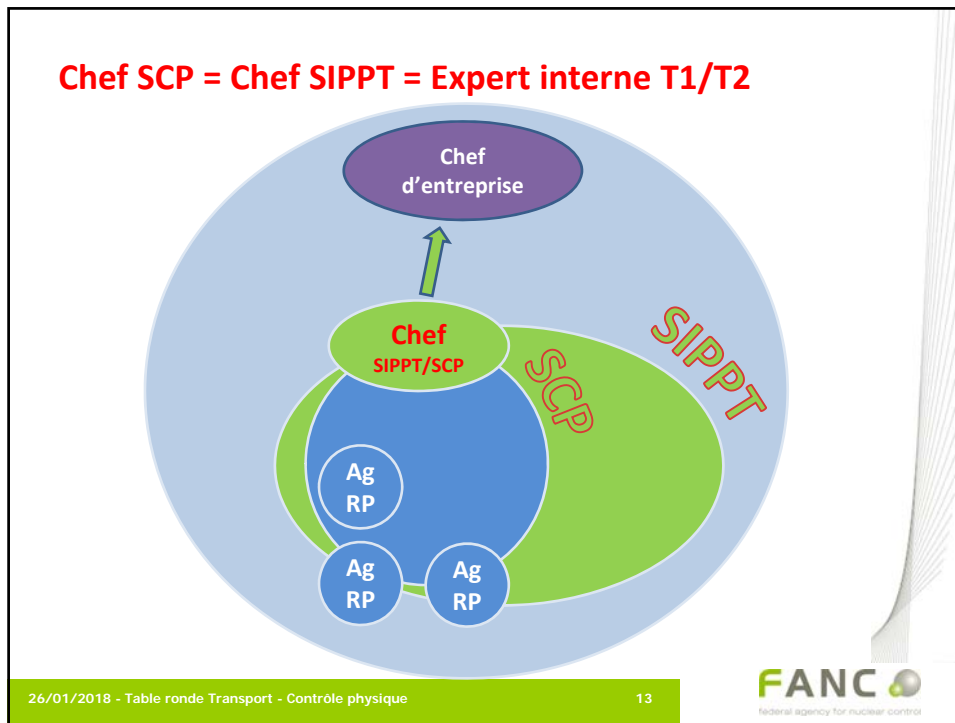 Chef SCP = Chef SIPPT = Expert interne T1/T2
Chef
d'entreprise
Chef
SIPPT/SCP
SCP
SIPPT
Ag
RP
Ag
RP
Ag
RP
26/01/2018 - Table ronde Transport - Contrôle physique
13
FANC
federal agency for nuclear control